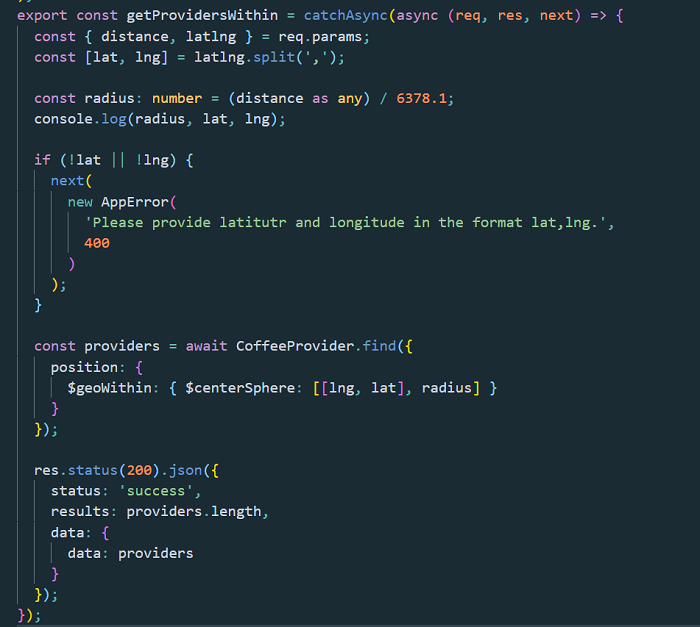 export const getProvidersWithin = catchAsync(async (req, res, next) => {
const { distance, latlng } = req.params;
const [lat, lng] = latlng.split(',');
const radius: number = (distance as any) / 6378.1;
console.log(radius, lat, lng);
if (!lat || !lng) {
next(
new AppError(
'Please provide latitutr and longitude in the format lat,lng.',
400
)
);
}
const providers = await CoffeeProvider.find({
position: {
$geoWithin: { $centerSphere: [[lng, lat], radius] }
}
});
res.status(200).json({
status: 'success',
results: providers.length,
data: {
data: providers
}
});
});